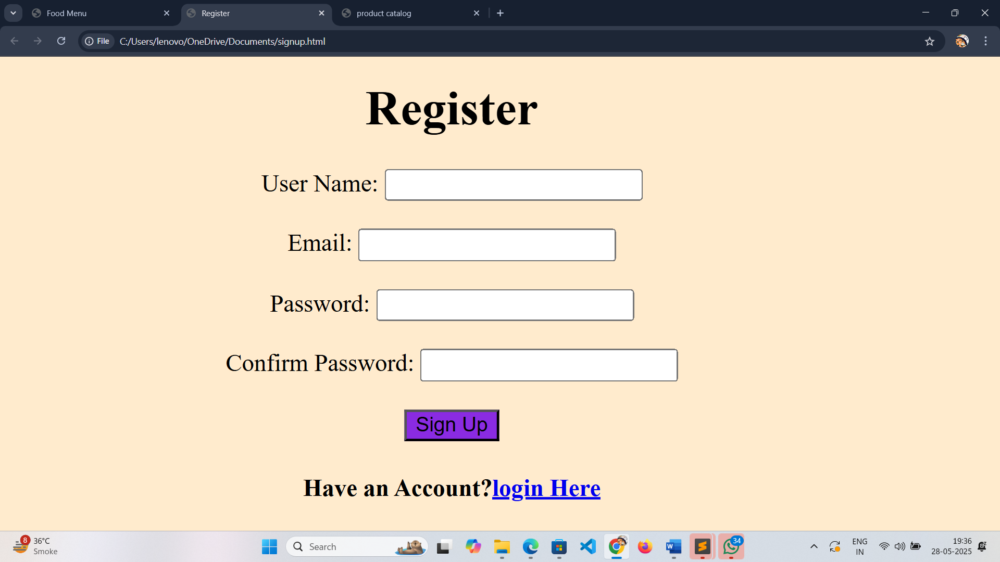 Food Menu
Register
product catalog
File
C:/Users/lenovo/OneDrive/Documents/signup.html
Register
User Name:
Email:
Password:
Confirm Password:
Sign Up
Have an Account?login Here
8
36°C
Smoke
Search
W
34
ENG
IN
19:36
28-05-2025